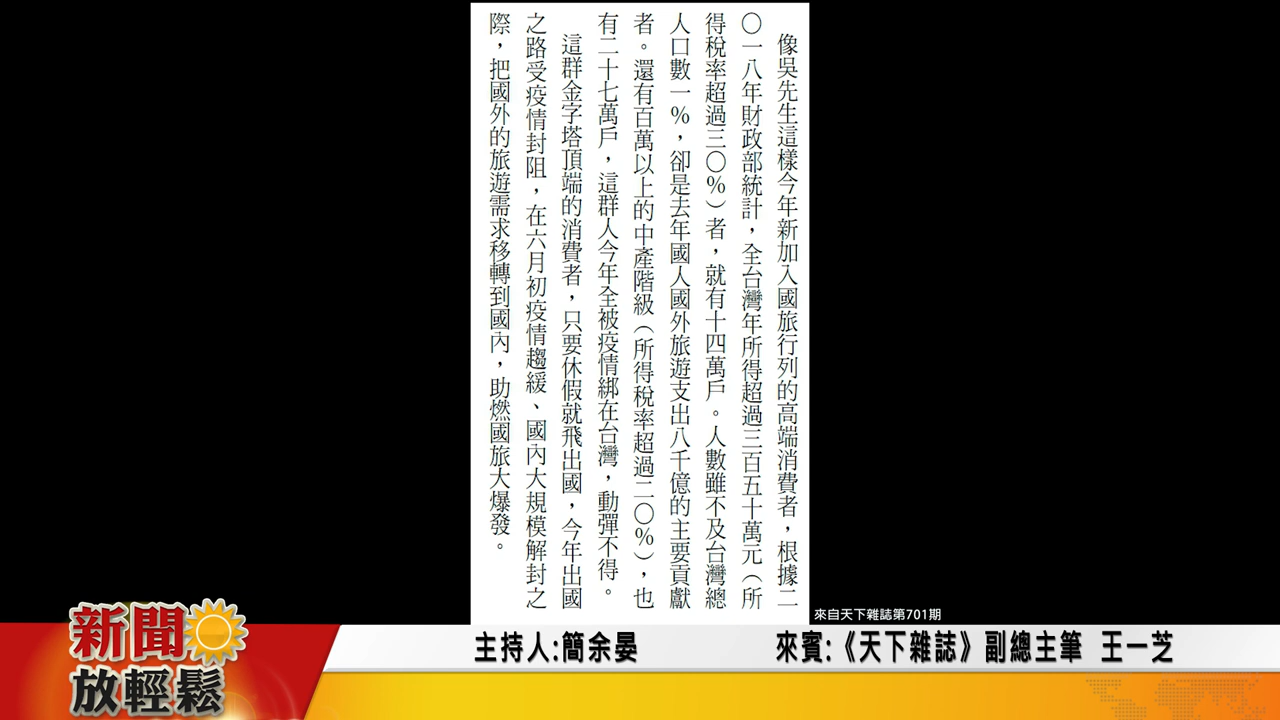 像吳先生這樣今年新加入國旅行列的高端消費者，根據二
〇一八年財政部統計，全台灣年所得超過三百五十萬元（所
得稅率超過三〇%）者，就有十四萬戶。人數雖不及台灣總
人口數一%，卻是去年國人國外旅遊支出八千億的主要貢獻
者。還有百萬以上的中產階級（所得稅率超過二〇%），也
有二十七萬戶，這群人今年全被疫情綁在台灣，動彈不得。
這群金字塔頂端的消費者，只要休假就飛出國，今年出國
之路受疫情封阻，在六月初疫情趨緩、國內大規模解封之
際，把國外的旅遊需求移轉到國內，助燃國旅大爆發。
來自天下雜誌第701期
新聞
放輕鬆
主持人:簡余晏
來賓:《天下雜誌》副總主筆 王一芝